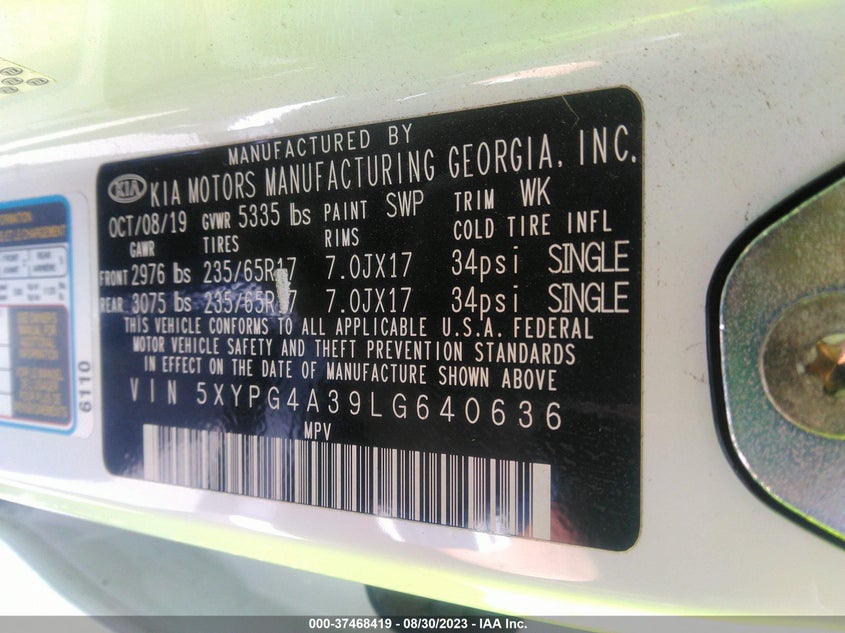 MANUFACTURED BY
KIA KIA MOTORS MANUFACTURING GEORGIA, INC.
OCT/08/19 GVWR 5335 lbs PAINT SWP TRIM WK
GAWR TIRES RIMS COLD TIRE INFL
FRONT 2976 lbs 235/65R17 7.0JX17 34psi SINGLE
REAR 3075 lbs 235/65R17 7.0JX17 34psi SINGLE
THIS VEHICLE CONFORMS TO ALL APPLICABLE U.S.A. FEDERAL
MOTOR VEHICLE SAFETY AND THEFT PREVENTION STANDARDS
IN EFFECT ON THE DATE OF MANUFACTURE SHOWN ABOVE
VIN 5XYPG4A39LG640636
MPV
6110
000-37468419 - 08/30/2023 - IAA Inc.